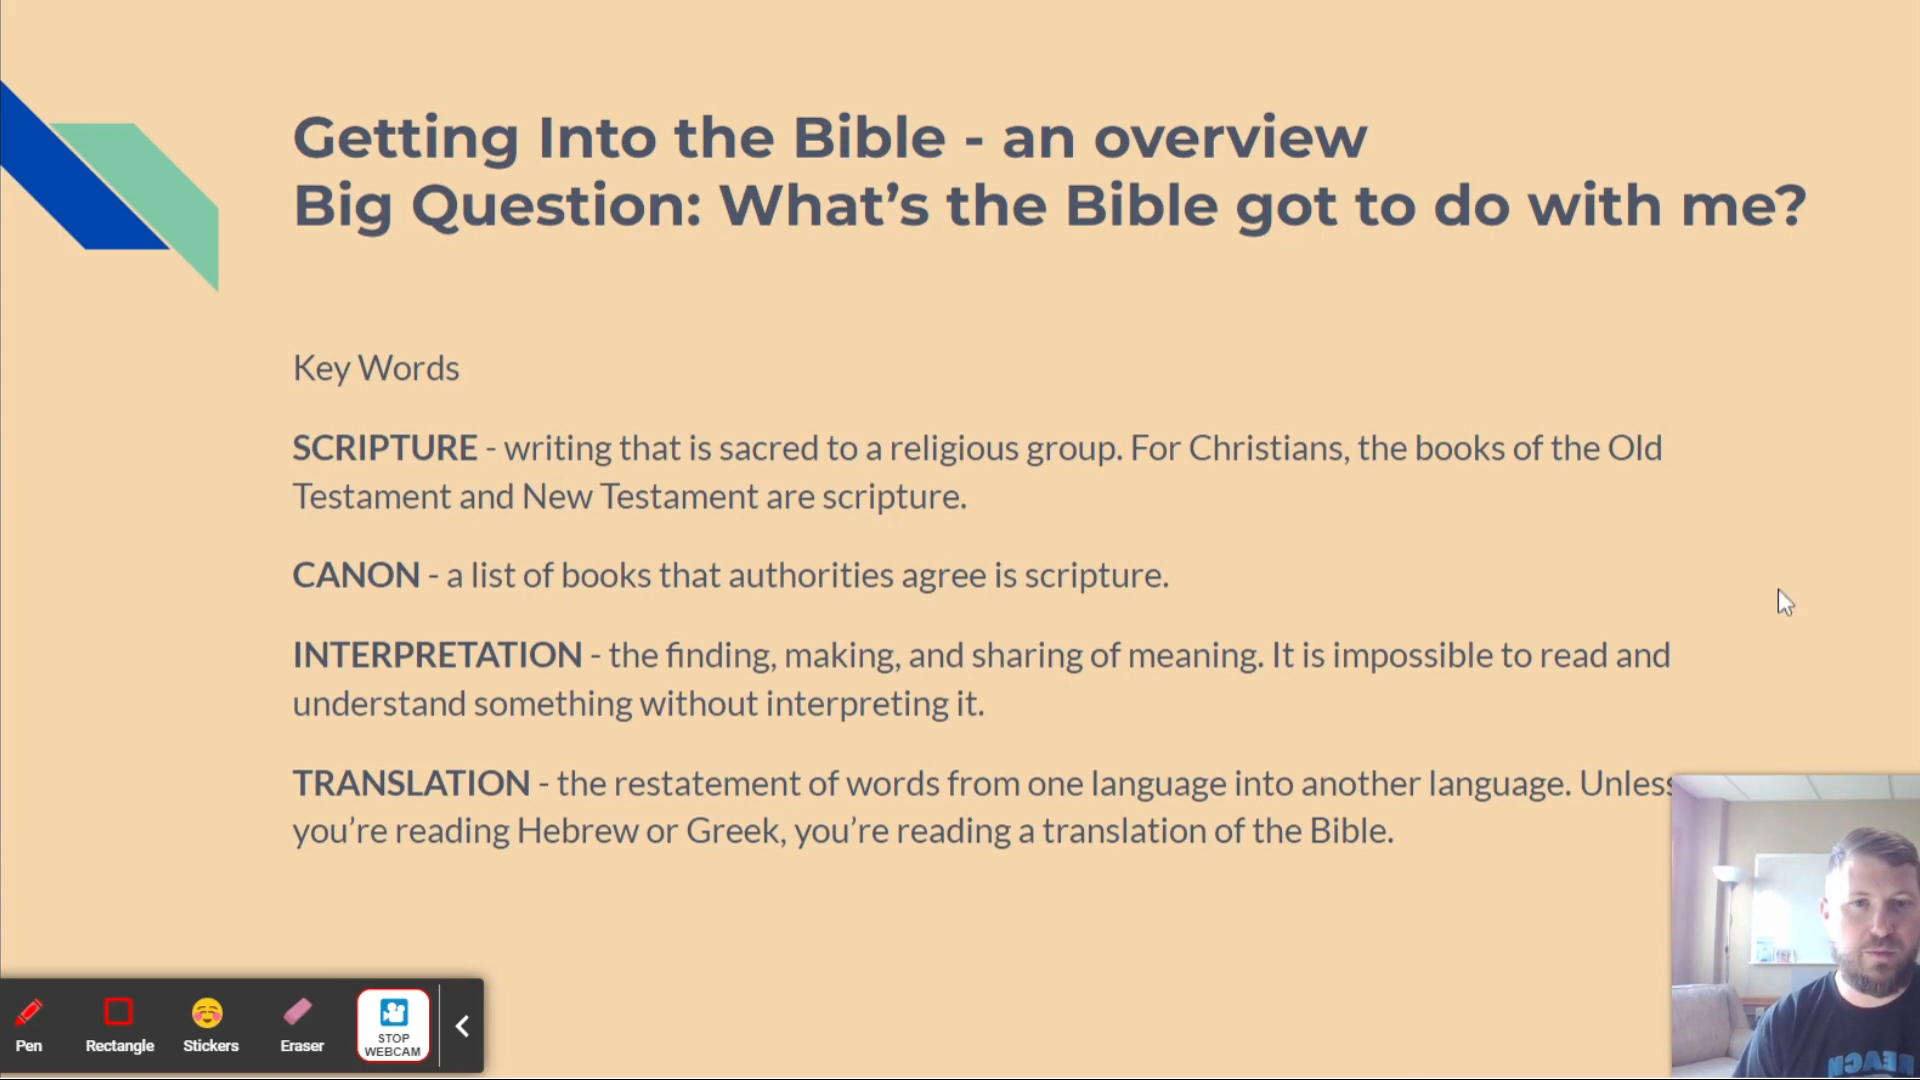 Getting Into the Bible - an overview
Big Question: What’s the Bible got to do with me?
Key Words
SCRIPTURE - writing that is sacred to a religious group. For Christians, the books of the Old
Testament and New Testament are scripture.
CANON - a list of books that authorities agree is scripture.
INTERPRETATION - the finding, making, and sharing of meaning. It is impossible to read and
understand something without interpreting it.
TRANSLATION - the restatement of words from one language into another language. Unless
you’re reading Hebrew or Greek, you’re reading a translation of the Bible.
Pen
Rectangle
Stickers
Eraser
STOP
WEBCAM